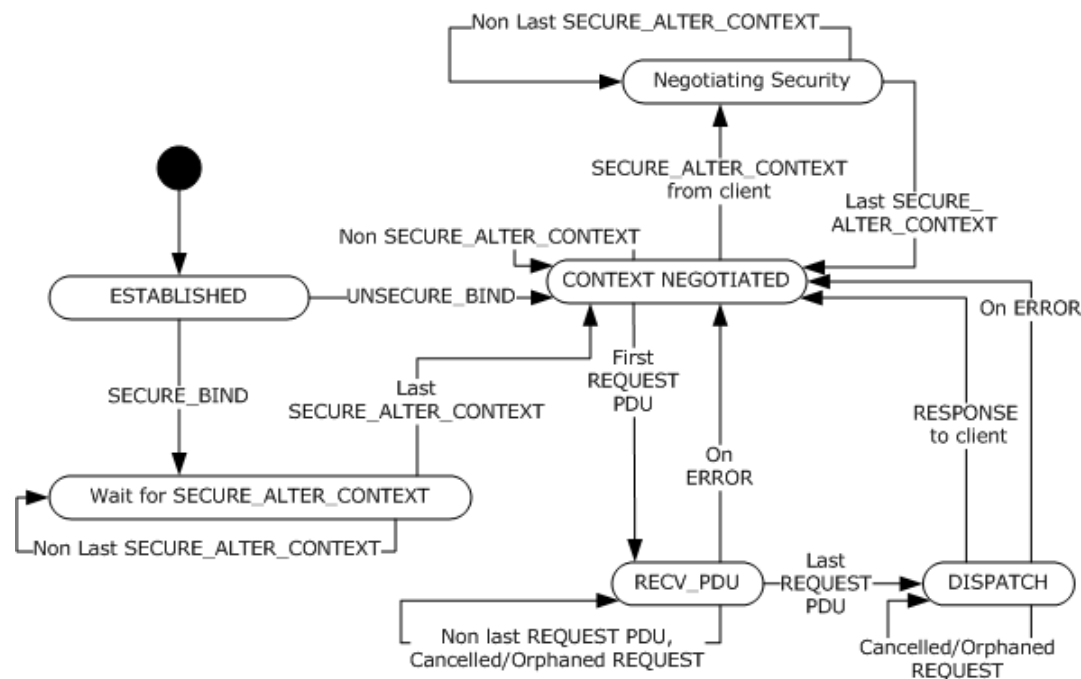 Non Last SECURE_ALTER_CONTEXT
Negotiating Security
SECURE_ALTER_CONTEXT
from client
Last SECURE_
ALTER_CONTEXT
Non SECURE_ALTER_CONTEXT
ESTABLISHED
UNSECURE_BIND
CONTEXT NEGOTIATED
On ERROR
First
REQUEST
PDU
SECURE_BIND
Last
SECURE_ALTER_CONTEXT
RESPONSE
to client
On
ERROR
Wait for SECURE_ALTER_CONTEXT
Non Last SECURE_ALTER_CONTEXT
RECV_PDU
Last
REQUEST
PDU
DISPATCH
Non last REQUEST PDU,
Cancelled/Orphaned REQUEST
Cancelled/Orphaned
REQUEST